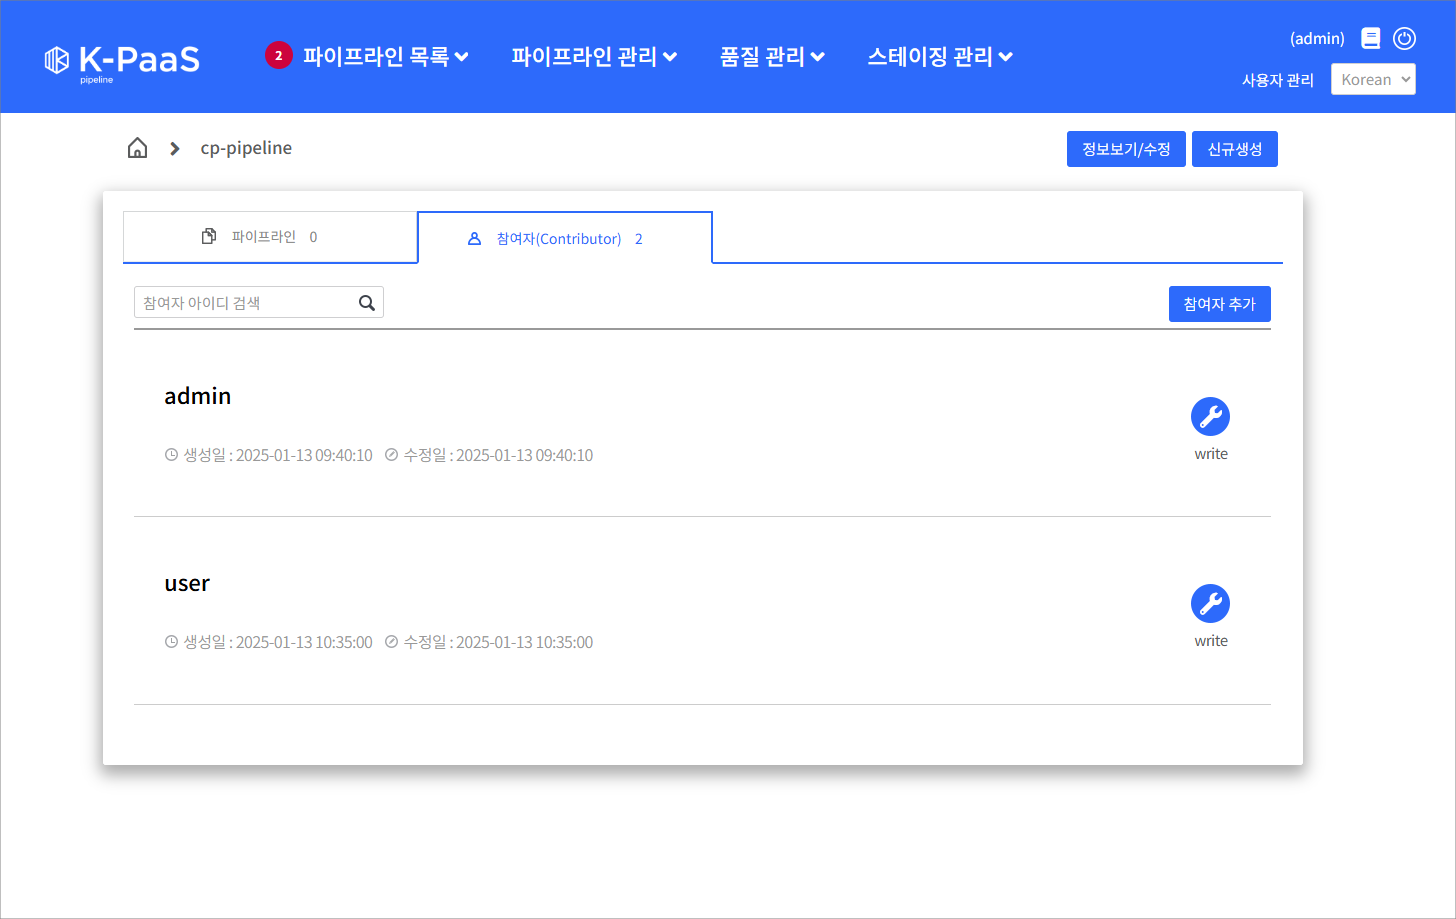 K-PaaS
pipeline
2 파이프라인 목록
파이프라인 관리
품질 관리
스테이징 관리
(admin)
사용자 관리
Korean
cp-pipeline
정보보기/수정
신규생성
파이프라인 0
참여자(Contributor) 2
참여자 아이디 검색
참여자 추가
admin
생성일 : 2025-01-13 09:40:10 수정일 : 2025-01-13 09:40:10
write
user
생성일 : 2025-01-13 10:35:00 수정일 : 2025-01-13 10:35:00
write